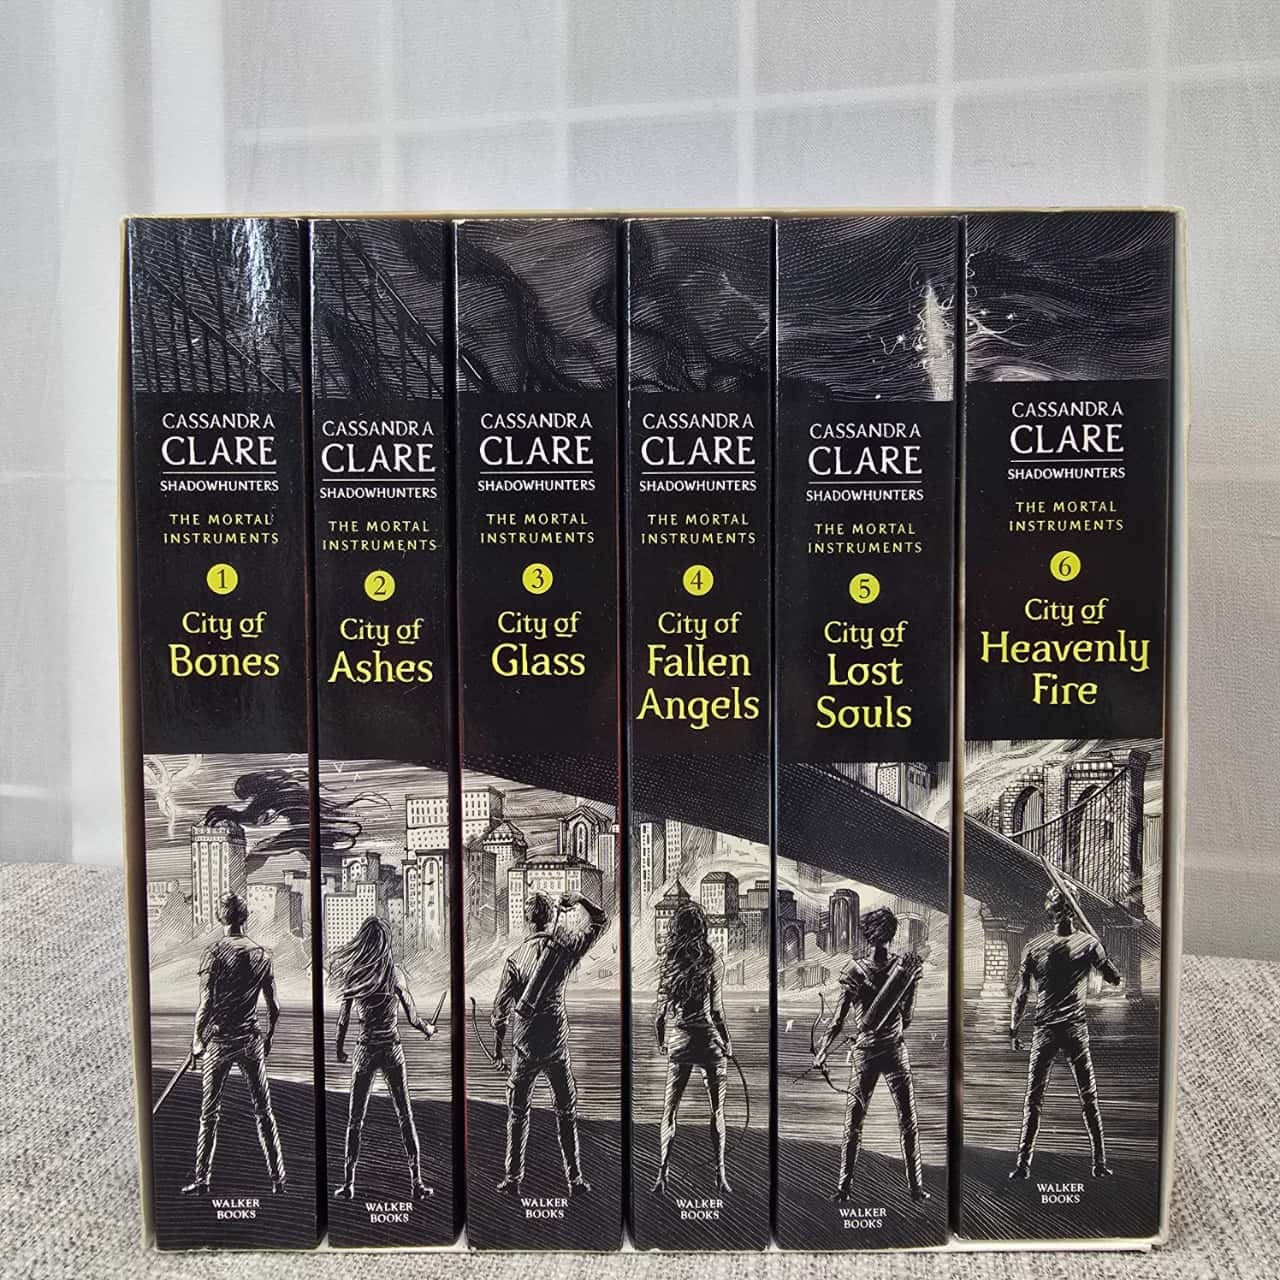 CASSANDRA
CLARE
SHADOWHUNTERS
THE MORTAL
INSTRUMENTS
1
City of
Bones
WALKER
BOOKS
CASSANDRA
CLARE
SHADOWHUNTERS
THE MORTAL
INSTRUMENTS
2
City of
Ashes
WALKER
BOOKS
CASSANDRA
CLARE
SHADOWHUNTERS
THE MORTAL
INSTRUMENTS
3
City of
Glass
WALKER
BOOKS
CASSANDRA
CLARE
SHADOWHUNTERS
THE MORTAL
INSTRUMENTS
4
City of
Fallen
Angels
WALKER
BOOKS
CASSANDRA
CLARE
SHADOWHUNTERS
THE MORTAL
INSTRUMENTS
5
City of
Lost
Souls
WALKER
BOOKS
CASSANDRA
CLARE
SHADOWHUNTERS
THE MORTAL
INSTRUMENTS
6
City of
Heavenly
Fire
WALKER
BOOKS